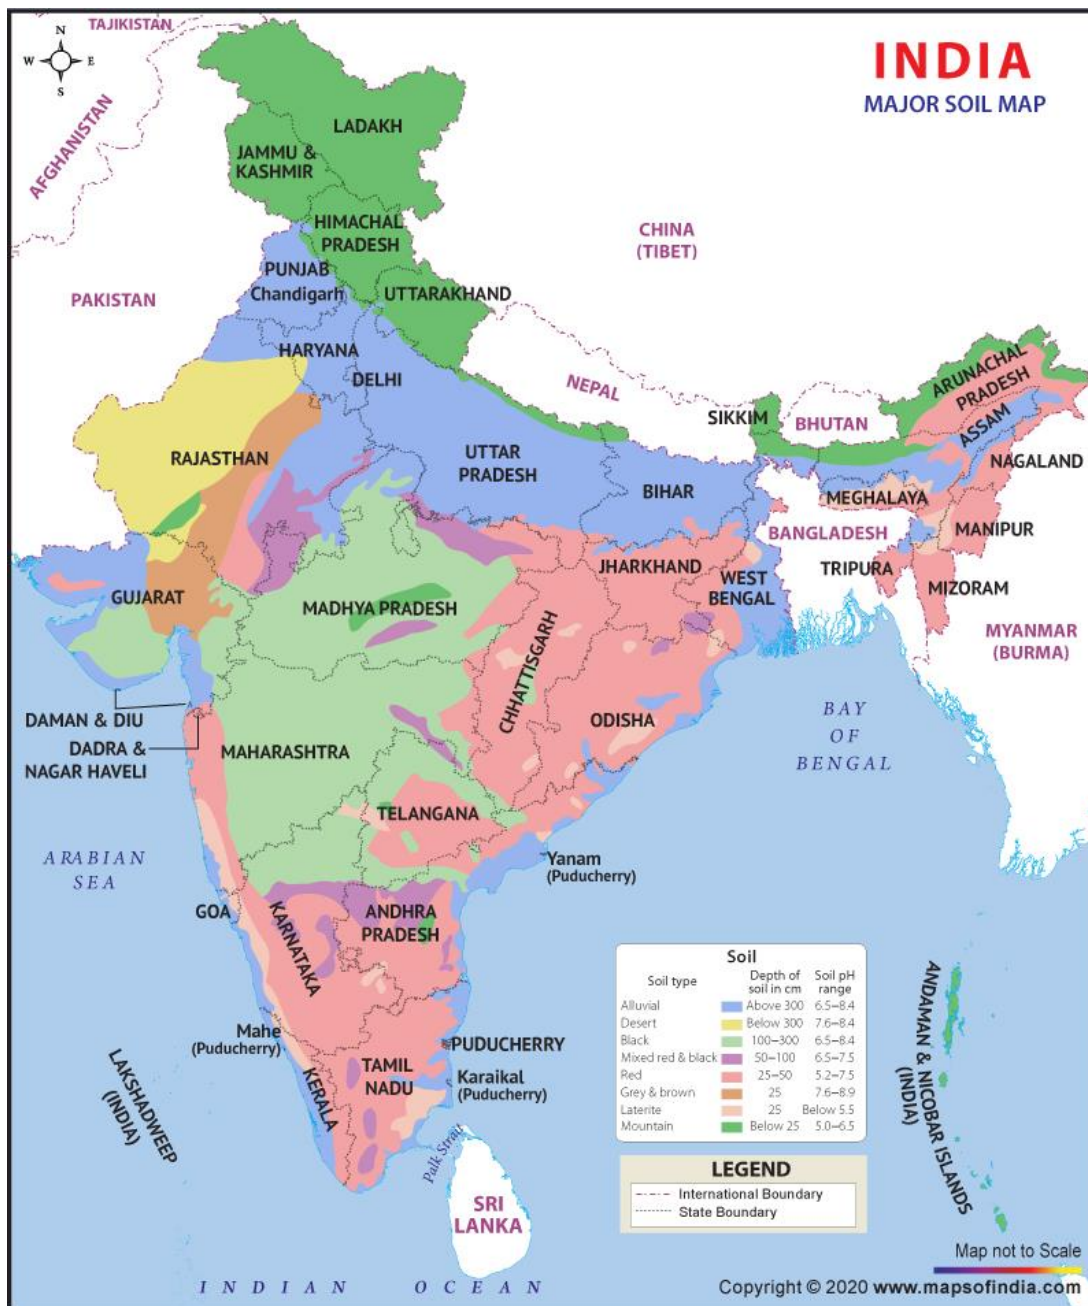 INDIA
MAJOR SOIL MAP
N
W
E
S
TAJIKISTAN
AFGHANISTAN
LADAKH
JAMMU &
KASHMIR
HIMACHAL
PRADESH
CHINA
(TIBET)
PUNJAB
Chandigarh
UTTARAKHAND
PAKISTAN
HARYANA
DELHI
NEPAL
SIKKIM
BHUTAN
ARUNACHAL
PRADESH
ASSAM
RAJASTHAN
UTTAR
PRADESH
BIHAR
NAGALAND
MEGHALAYA
BANGLADESH
MANIPUR
JHARKHAND
TRIPURA
WEST
BENGAL
MIZORAM
GUJARAT
MADHYA PRADESH
MYANMAR
(BURMA)
CHHATTISGARH
ODISHA
DAMAN & DIU
DADRA &
NAGAR HAVELI
MAHARASHTRA
BAY
OF
BENGAL
TELANGANA
ARABIAN
SEA
Yanam
(Puducherry)
GOA
KARNATAKA
ANDHRA
PRADESH
Mahe
(Puducherry)
PUDUCHERRY
TAMIL
NADU
Karaikal
(Puducherry)
KERALA
LAKSHADWEEP
(INDIA)
Palk Strait
SRI
LANKA
ANDAMAN & NICOBAR ISLANDS
(INDIA)
Soil
Soil type Depth of soil in cm Soil pH range
Alluvial Above 300 6.5–8.4
Desert Below 300 7.6–8.4
Black 100–300 6.5–8.4
Mixed red & black 50–100 6.5–7.5
Red 25–50 5.2–7.5
Grey & brown 25 7.6–8.9
Laterite 25 Below 5.5
Mountain Below 25 5.0–6.5
LEGEND
International Boundary
State Boundary
Map not to Scale
INDIAN OCEAN
Copyright © 2020 www.mapsofindia.com